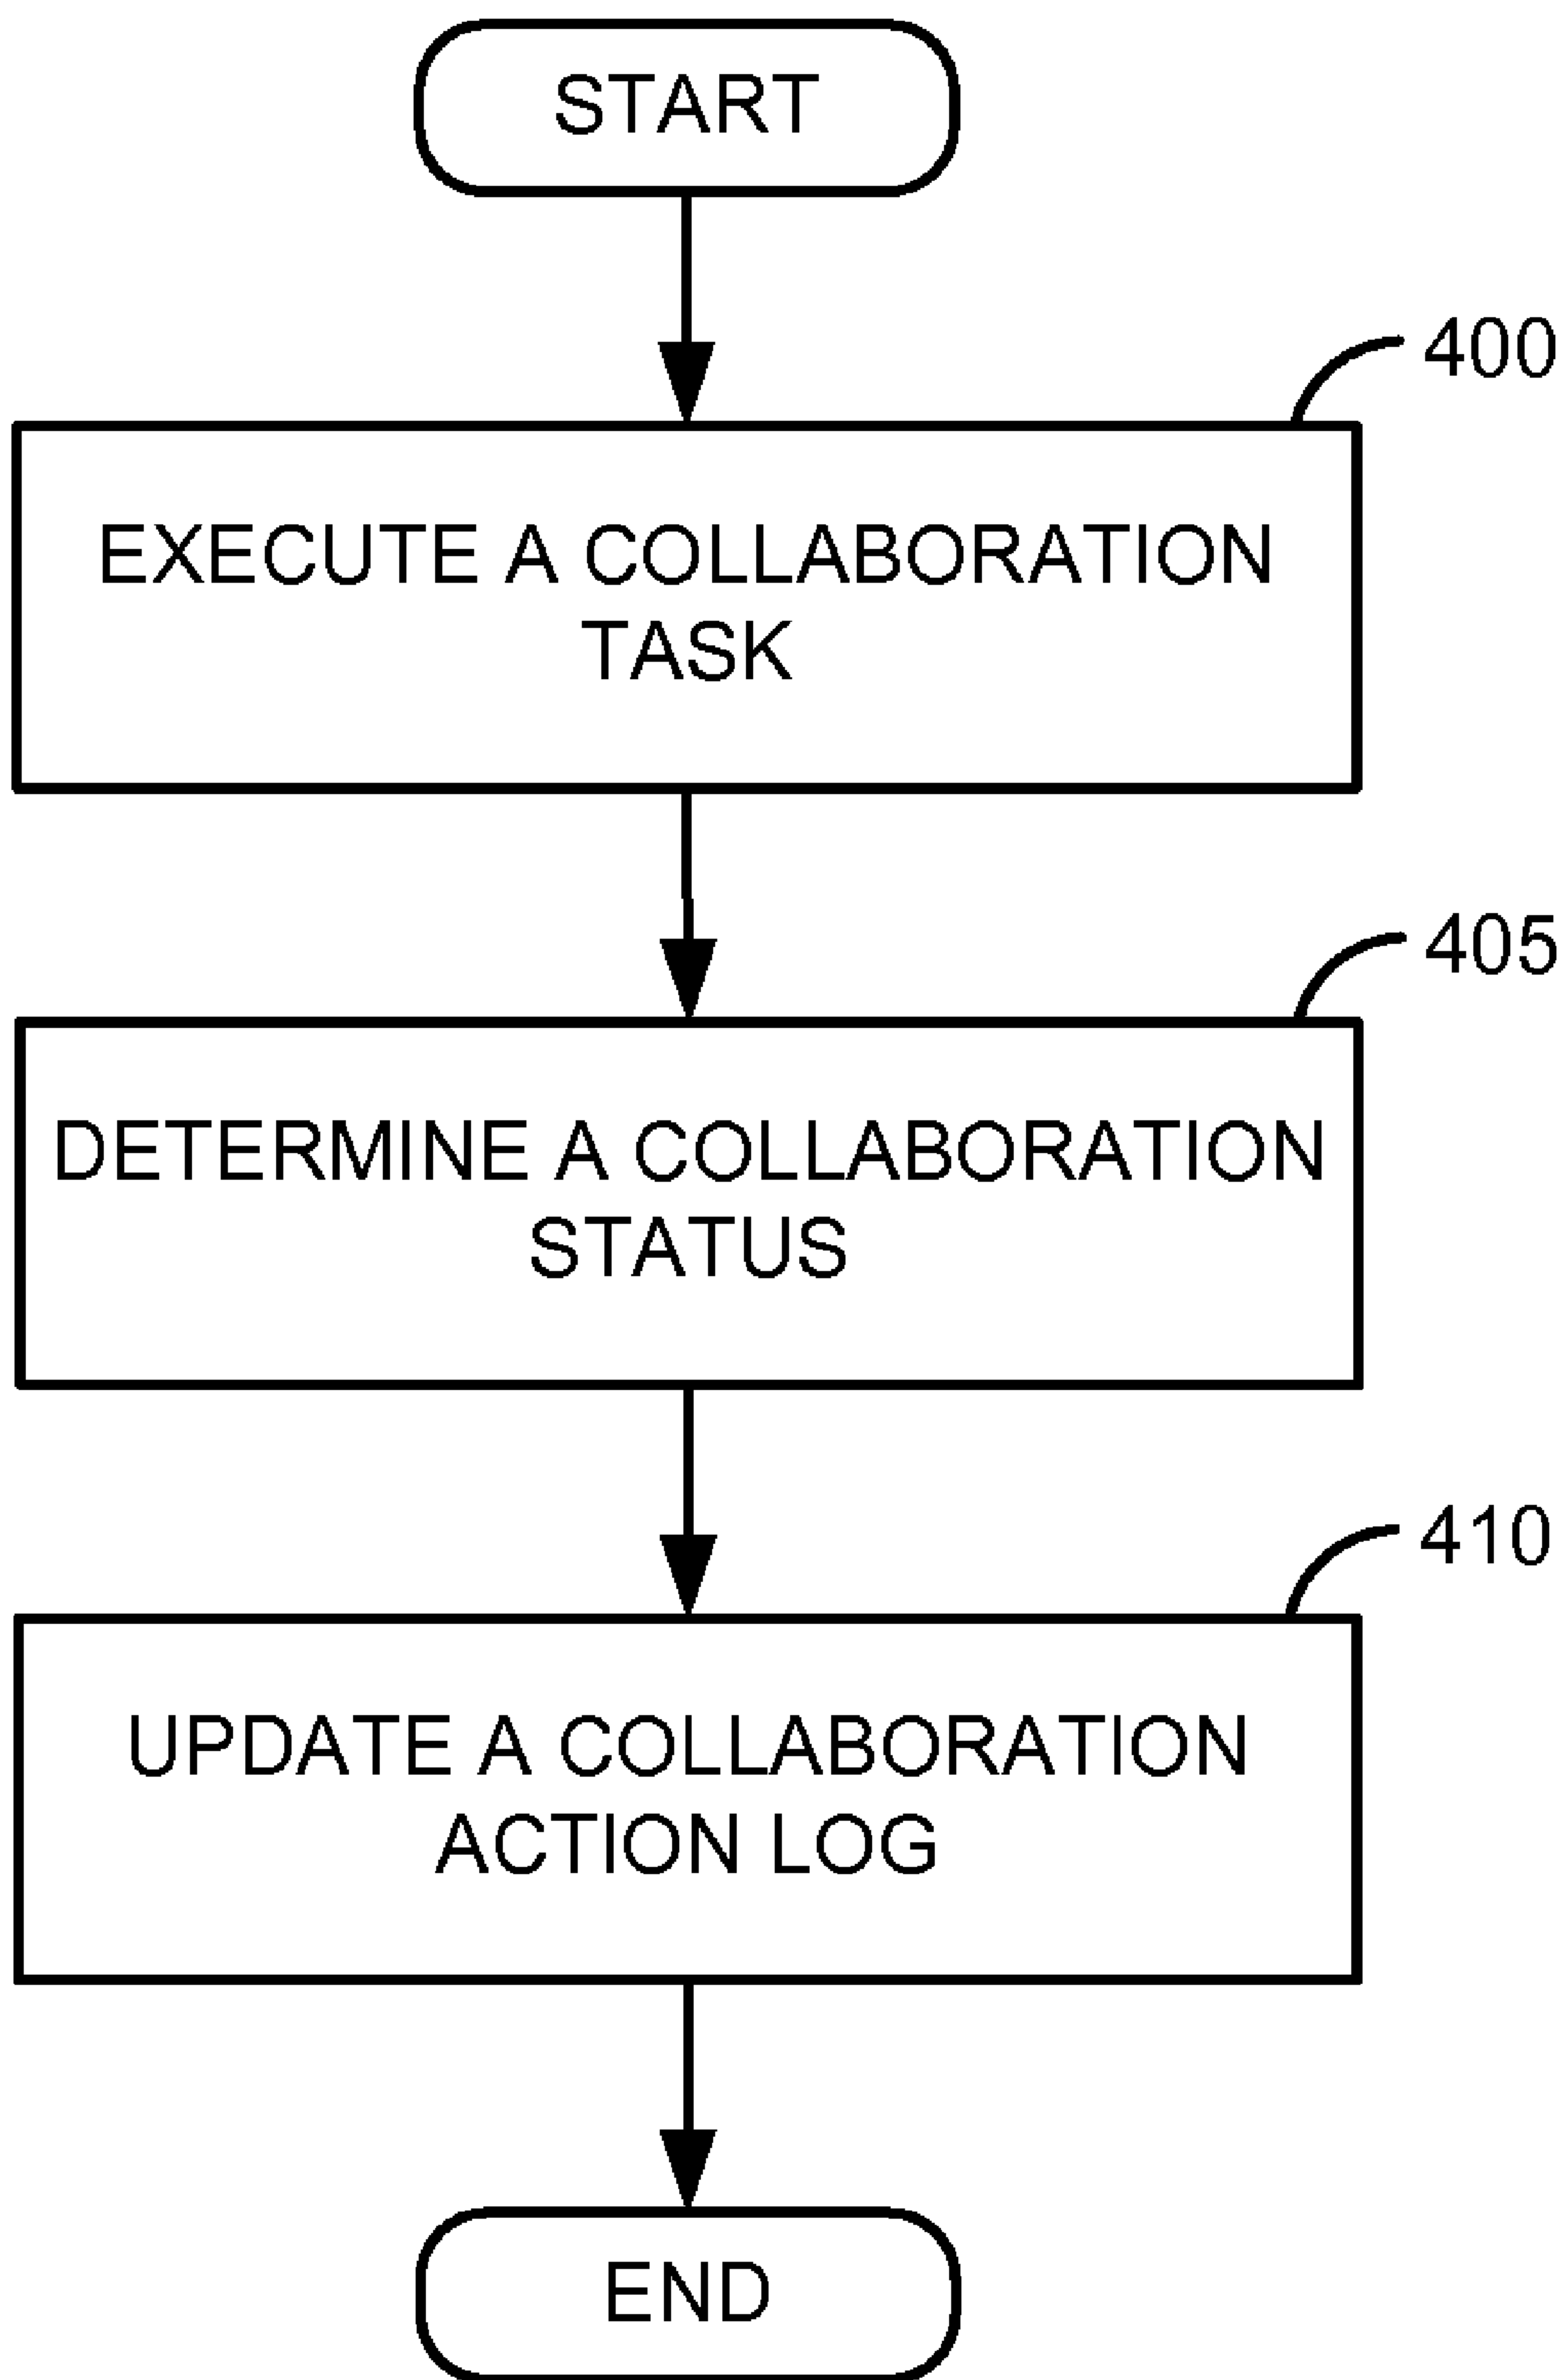 START
400
EXECUTE A COLLABORATION
TASK
405
DETERMINE A COLLABORATION
STATUS
410
UPDATE A COLLABORATION
ACTION LOG
END